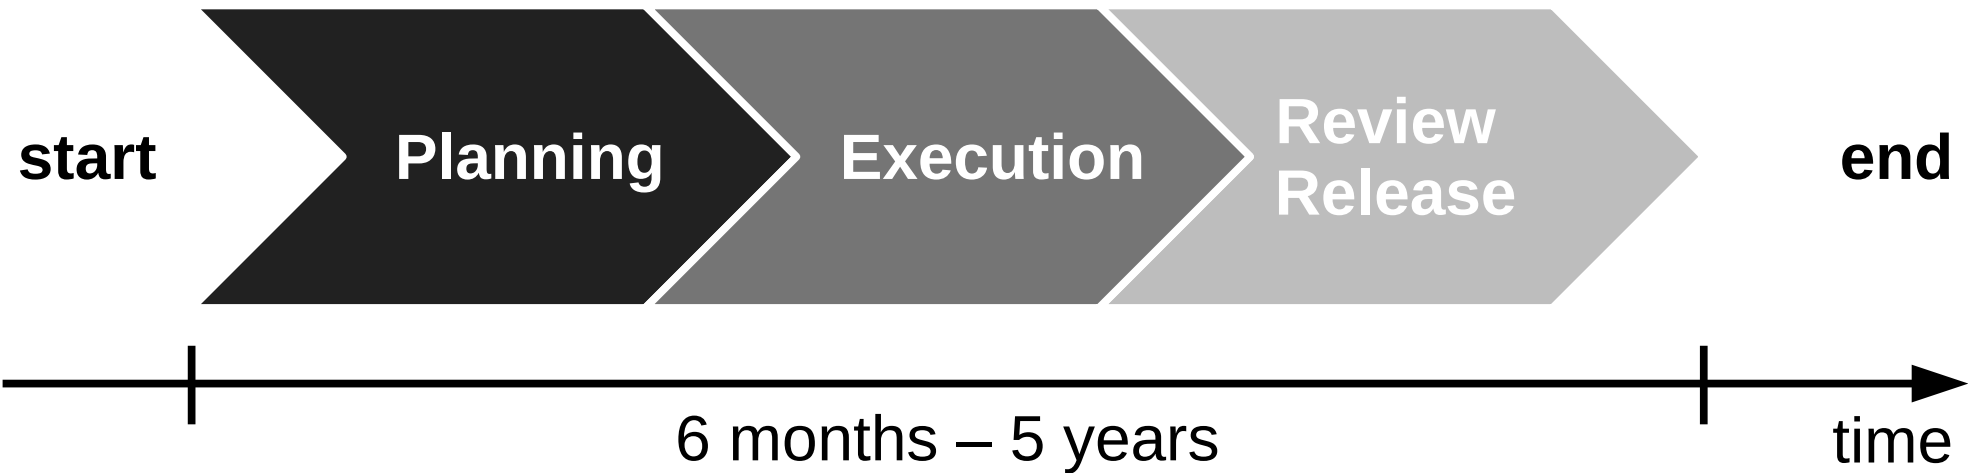 start
Planning
Execution
Review
Release
end
6 months – 5 years
time